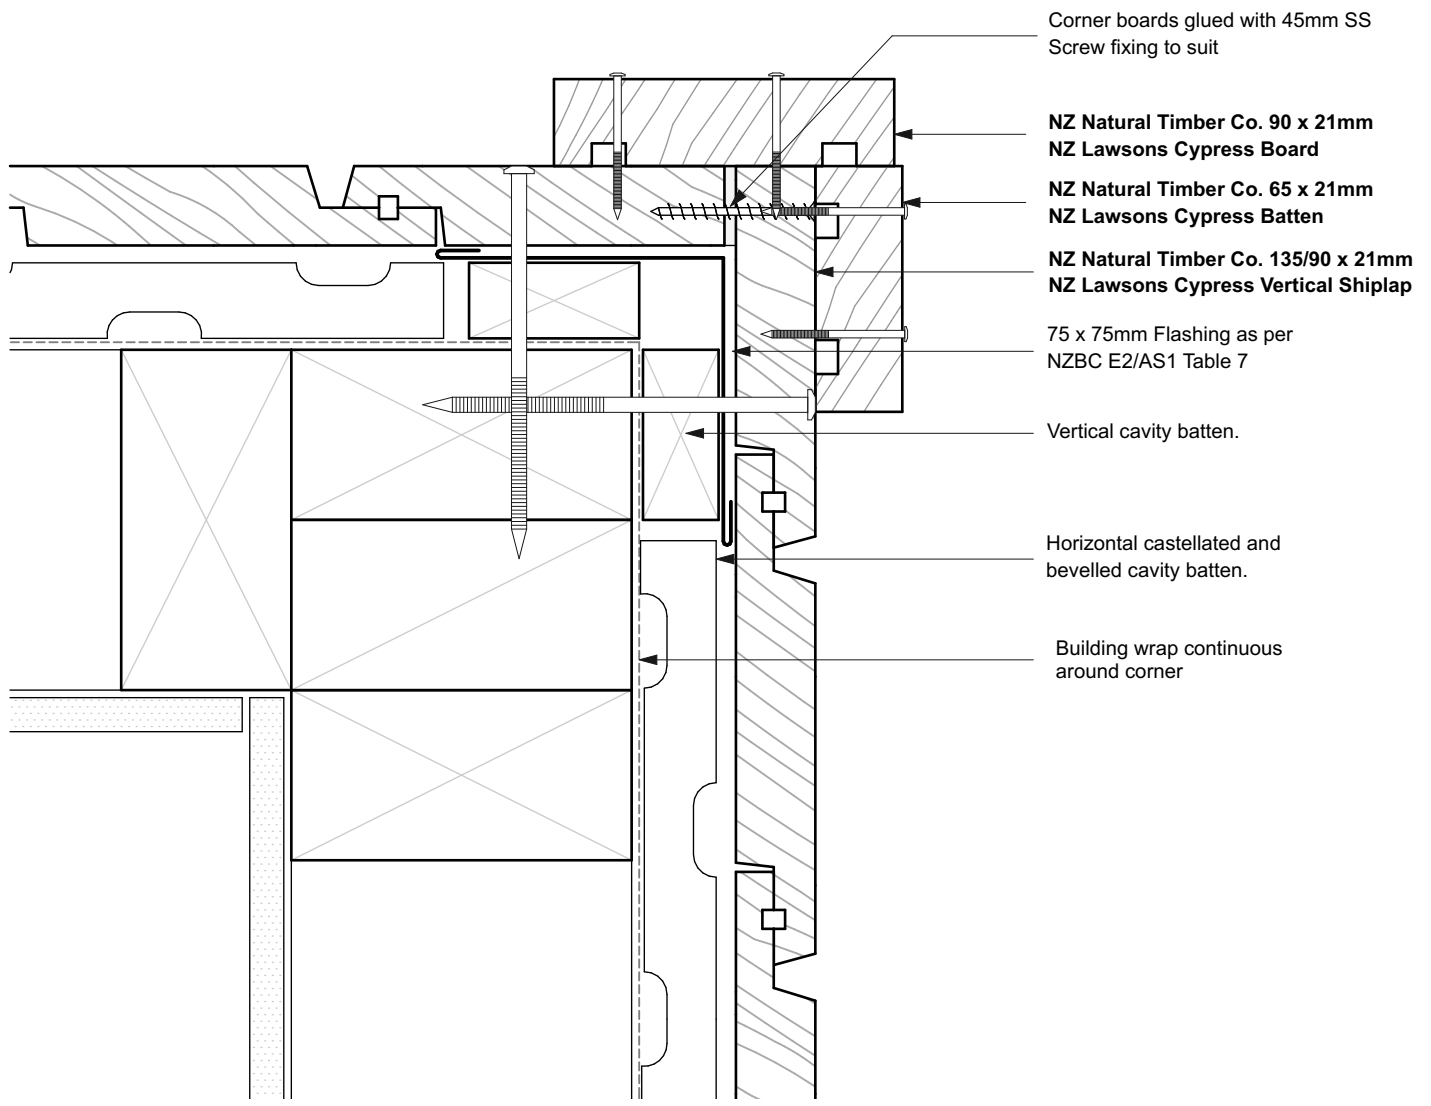 Corner boards glued with 45mm SS
Screw fixing to suit
NZ Natural Timber Co. 90 x 21mm
NZ Lawsons Cypress Board
NZ Natural Timber Co. 65 x 21mm
NZ Lawsons Cypress Batten
NZ Natural Timber Co. 135/90 x 21mm
NZ Lawsons Cypress Vertical Shiplap
75 x 75mm Flashing as per
NZBC E2/AS1 Table 7
Vertical cavity batten.
Horizontal castellated and
bevelled cavity batten.
Building wrap continuous
around corner